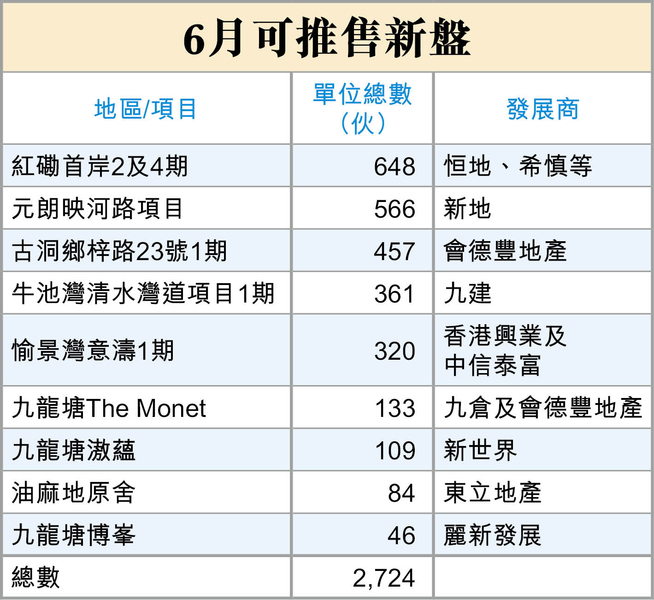 6月可推售新盤
地區/項目 單位總數 (伙) 發展商
紅磡首岸2及4期 648 恒地、希慎等
元朗映河路項目 566 新地
古洞鄉梓路23號1期 457 會德豐地產
牛池灣清水灣道項目1期 361 九建
愉景灣意濤1期 320 香港興業及
中信泰富
九龍塘The Monet 133 九倉及會德豐地產
九龍塘滶蘊 109 新世界
油麻地原舍 84 東立地產
九龍塘博峯 46 麗新發展
總數 2,724